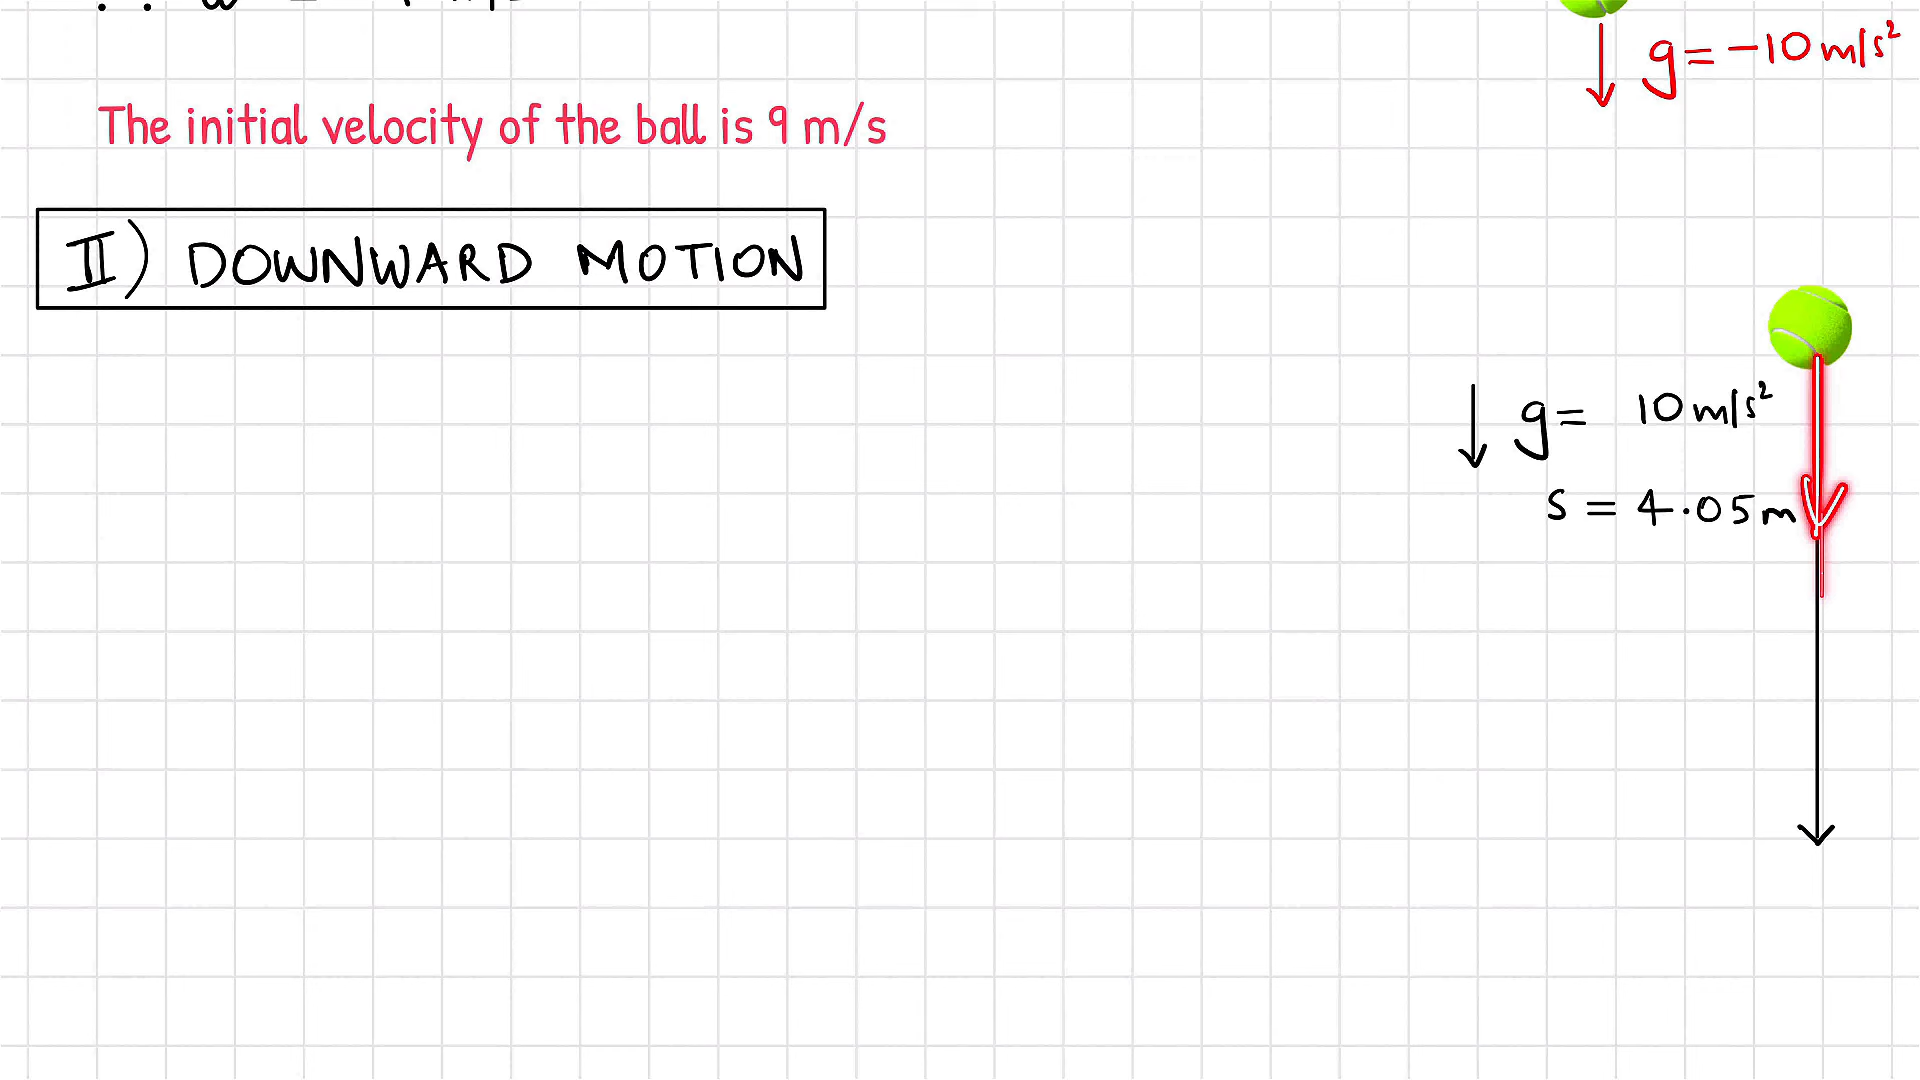 g = -10 m/s²
The initial velocity of the ball is 9 m/s
II) DOWNWARD MOTION
g = 10 m/s²
s = 4.05 m